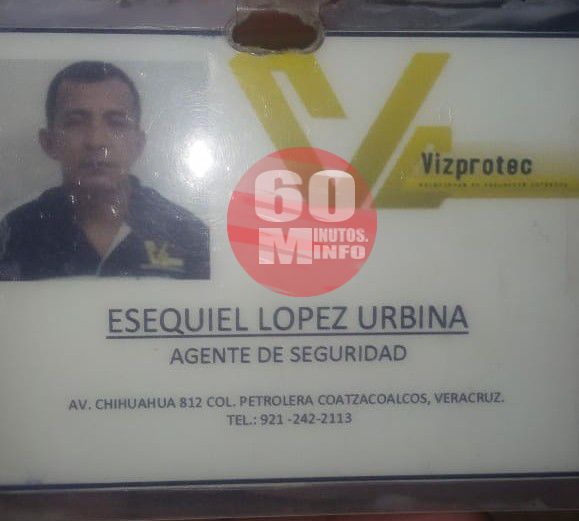 Vizprotec
60
MINUTOS.
INFO
ESEQUIEL LOPEZ URBINA
AGENTE DE SEGURIDAD
AV. CHIHUAHUA 812 COL. PETROLERA COATZACOALCOS, VERACRUZ.
TEL.: 921 -242-2113